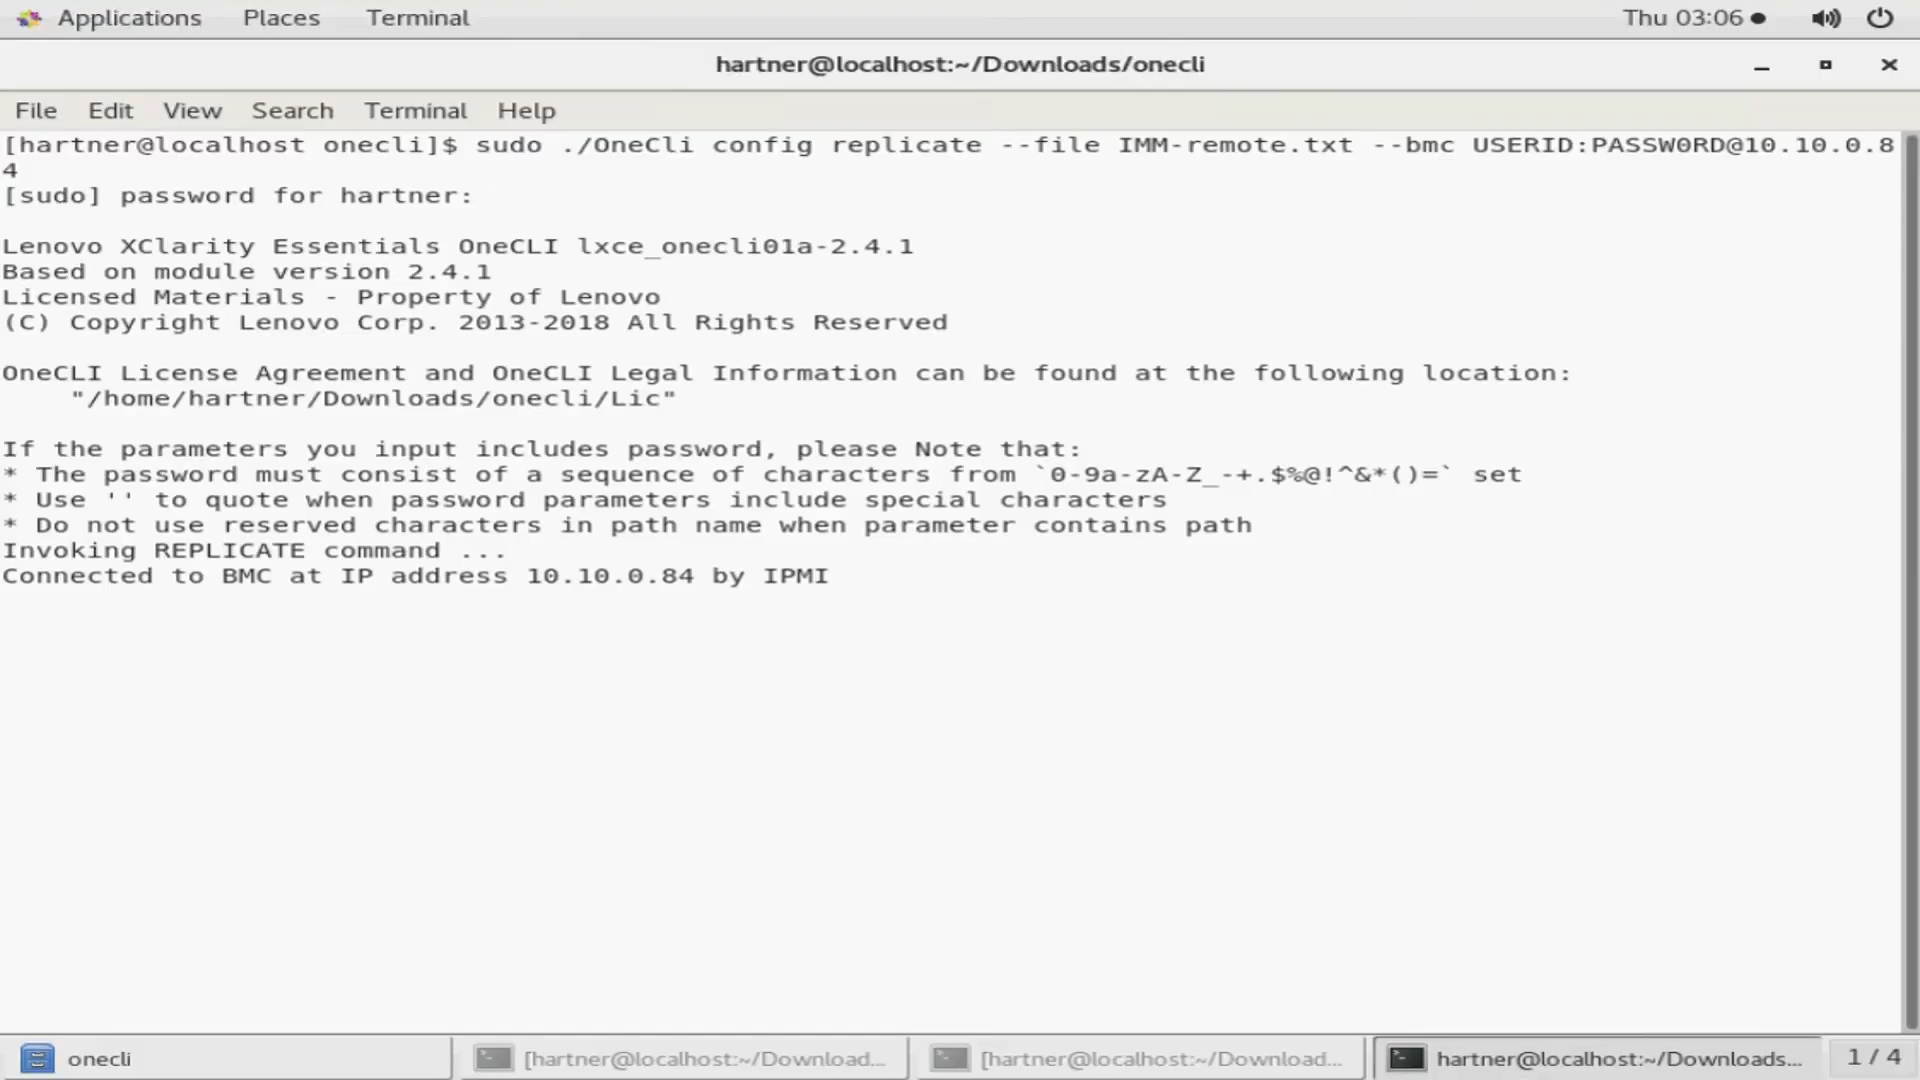 Applications Places Terminal Thu 03:06
hartner@localhost:~/Downloads/onecli
File Edit View Search Terminal Help
[hartner@localhost onecli]$ sudo ./OneCli config replicate --file IMM-remote.txt --bmc USERID:PASSW0RD@10.10.0.8
4
[sudo] password for hartner:
Lenovo XClarity Essentials OneCLI lxce_onecli01a-2.4.1
Based on module version 2.4.1
Licensed Materials - Property of Lenovo
(C) Copyright Lenovo Corp. 2013-2018 All Rights Reserved
OneCLI License Agreement and OneCLI Legal Information can be found at the following location:
"/home/hartner/Downloads/onecli/Lic"
If the parameters you input includes password, please Note that:
* The password must consist of a sequence of characters from `0-9a-zA-Z_-+.$%@!^&*()=` set
* Use '' to quote when password parameters include special characters
* Do not use reserved characters in path name when parameter contains path
Invoking REPLICATE command ...
Connected to BMC at IP address 10.10.0.84 by IPMI
onecli [hartner@localhost:~/Download... [hartner@localhost:~/Download... hartner@localhost:~/Downloads... 1 / 4